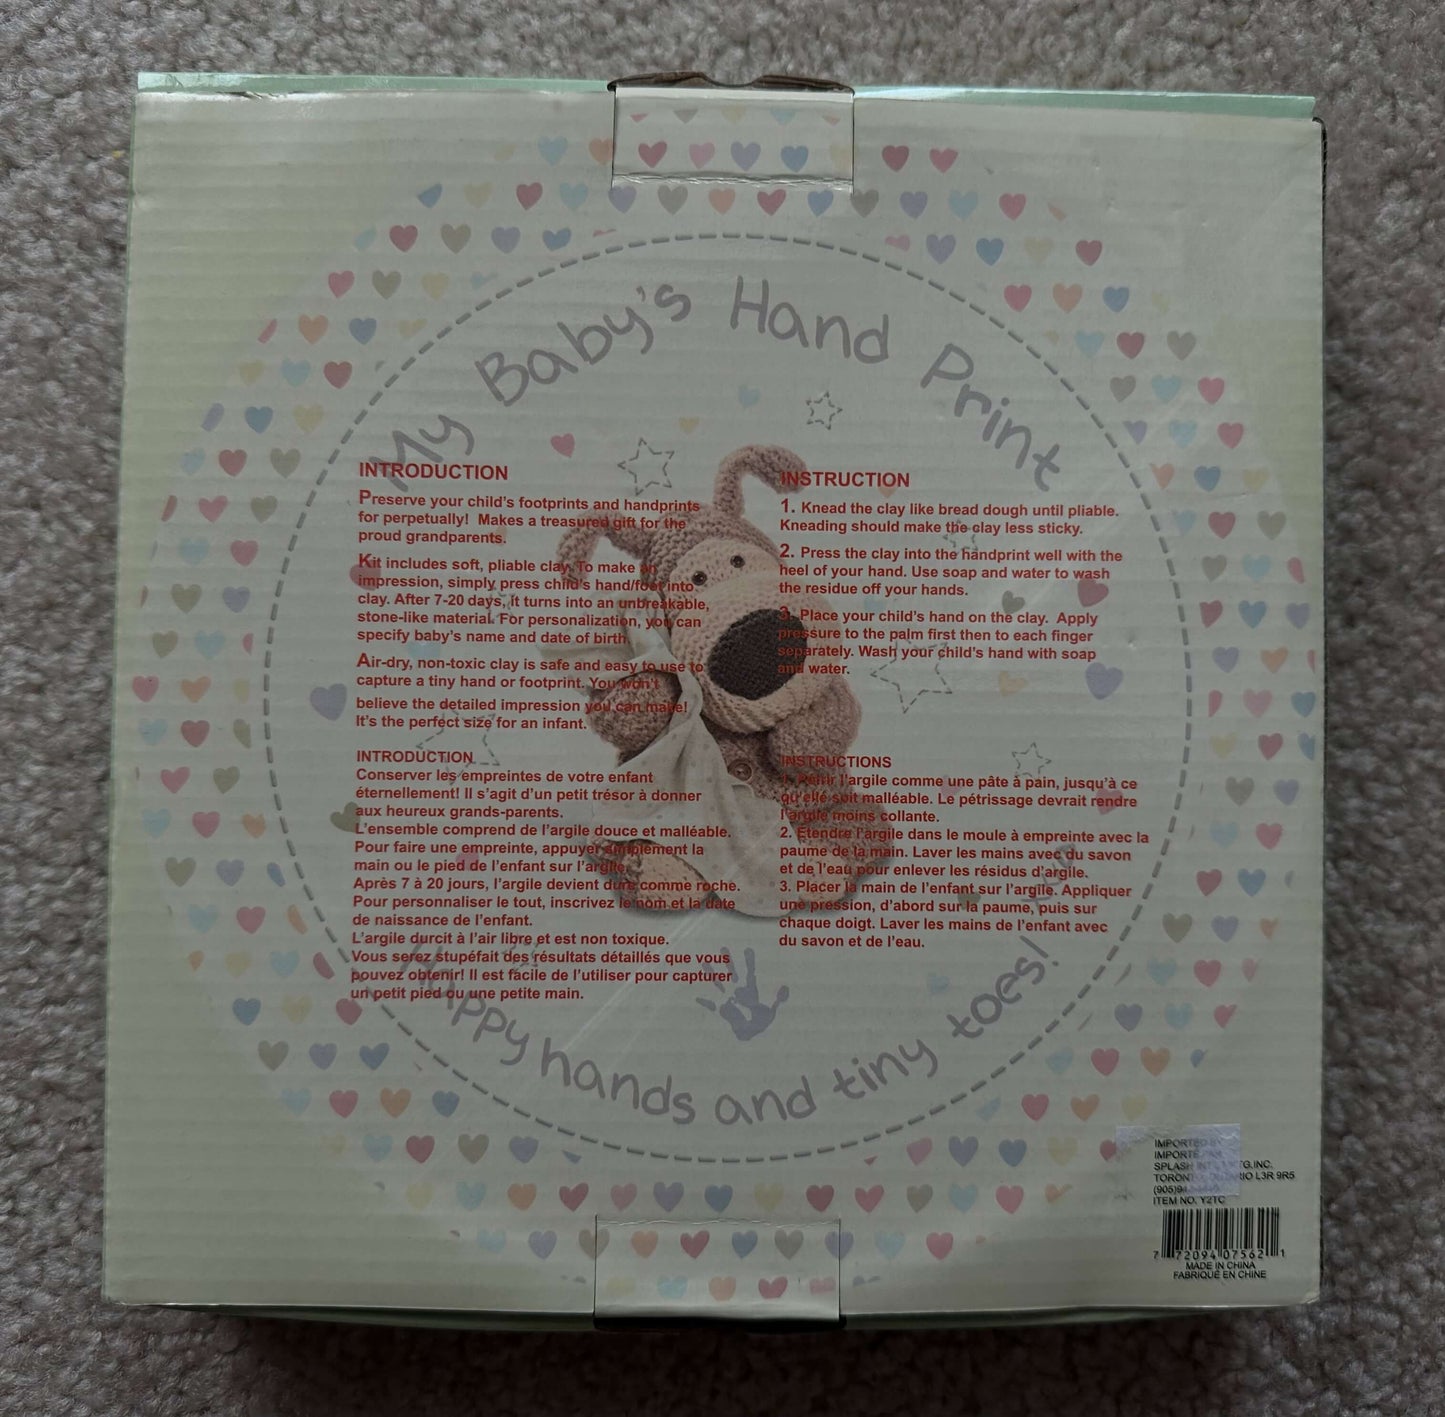 My Baby's Hand Print
INTRODUCTION
Preserve your child's footprints and handprints
for perpetually! Makes a treasured gift for the
proud grandparents.
Kit includes soft, pliable clay. To make an
impression, simply press child's hand/foot into
clay. After 7-20 days, it turns into an unbreakable,
stone-like material. For personalization, you can
specify baby's name and date of birth.
Air-dry, non-toxic clay is safe and easy to use to
capture a tiny hand or footprint. You won't
believe the detailed impression you can make!
It's the perfect size for an infant.
INTRODUCTION
Conserver les empreintes de votre enfant
éternellement! Il s'agit d'un petit trésor à donner
aux heureux grands-parents.
L'ensemble comprend de l'argile douce et malléable.
Pour faire une empreinte, appuyer simplement la
main ou le pied de l'enfant sur l'argile.
Après 7 à 20 jours, l'argile devient dure comme roche.
Pour personnaliser le tout, inscrivez le nom et la date
de naissance de l'enfant.
L'argile durcit à l'air libre et est non toxique.
Vous serez stupéfait des résultats détaillés que vous
pouvez obtenir! Il est facile de l'utiliser pour capturer
un petit pied ou une petite main.
INSTRUCTION
1. Knead the clay like bread dough until pliable.
Kneading should make the clay less sticky.
2. Press the clay into the handprint well with the
heel of your hand. Use soap and water to wash
the residue off your hands.
3. Place your child's hand on the clay. Apply
pressure to the palm first then to each finger
separately. Wash your child's hand with soap
and water.
INSTRUCTIONS
1. Pétrir l'argile comme une pâte à pain, jusqu'à ce
qu'elle soit malléable. Le pétrissage devrait rendre
l'argile moins collante.
2. Étendre l'argile dans le moule à empreinte avec la
paume de la main. Laver les mains avec du savon
et de l'eau pour enlever les résidus d'argile.
3. Placer la main de l'enfant sur l'argile. Appliquer
une pression, d'abord sur la paume, puis sur
chaque doigt. Laver les mains de l'enfant avec
du savon et de l'eau.
Happy hands and tiny toes!
IMPORTED BY
IMPORTÉ PAR
SPLASH INT'L MTG.INC.
TORONTO ONTARIO L3R 9R5
(905)
ITEM NO. Y2TC
7 72094 07562 1
MADE IN CHINA
FABRIQUÉ EN CHINE